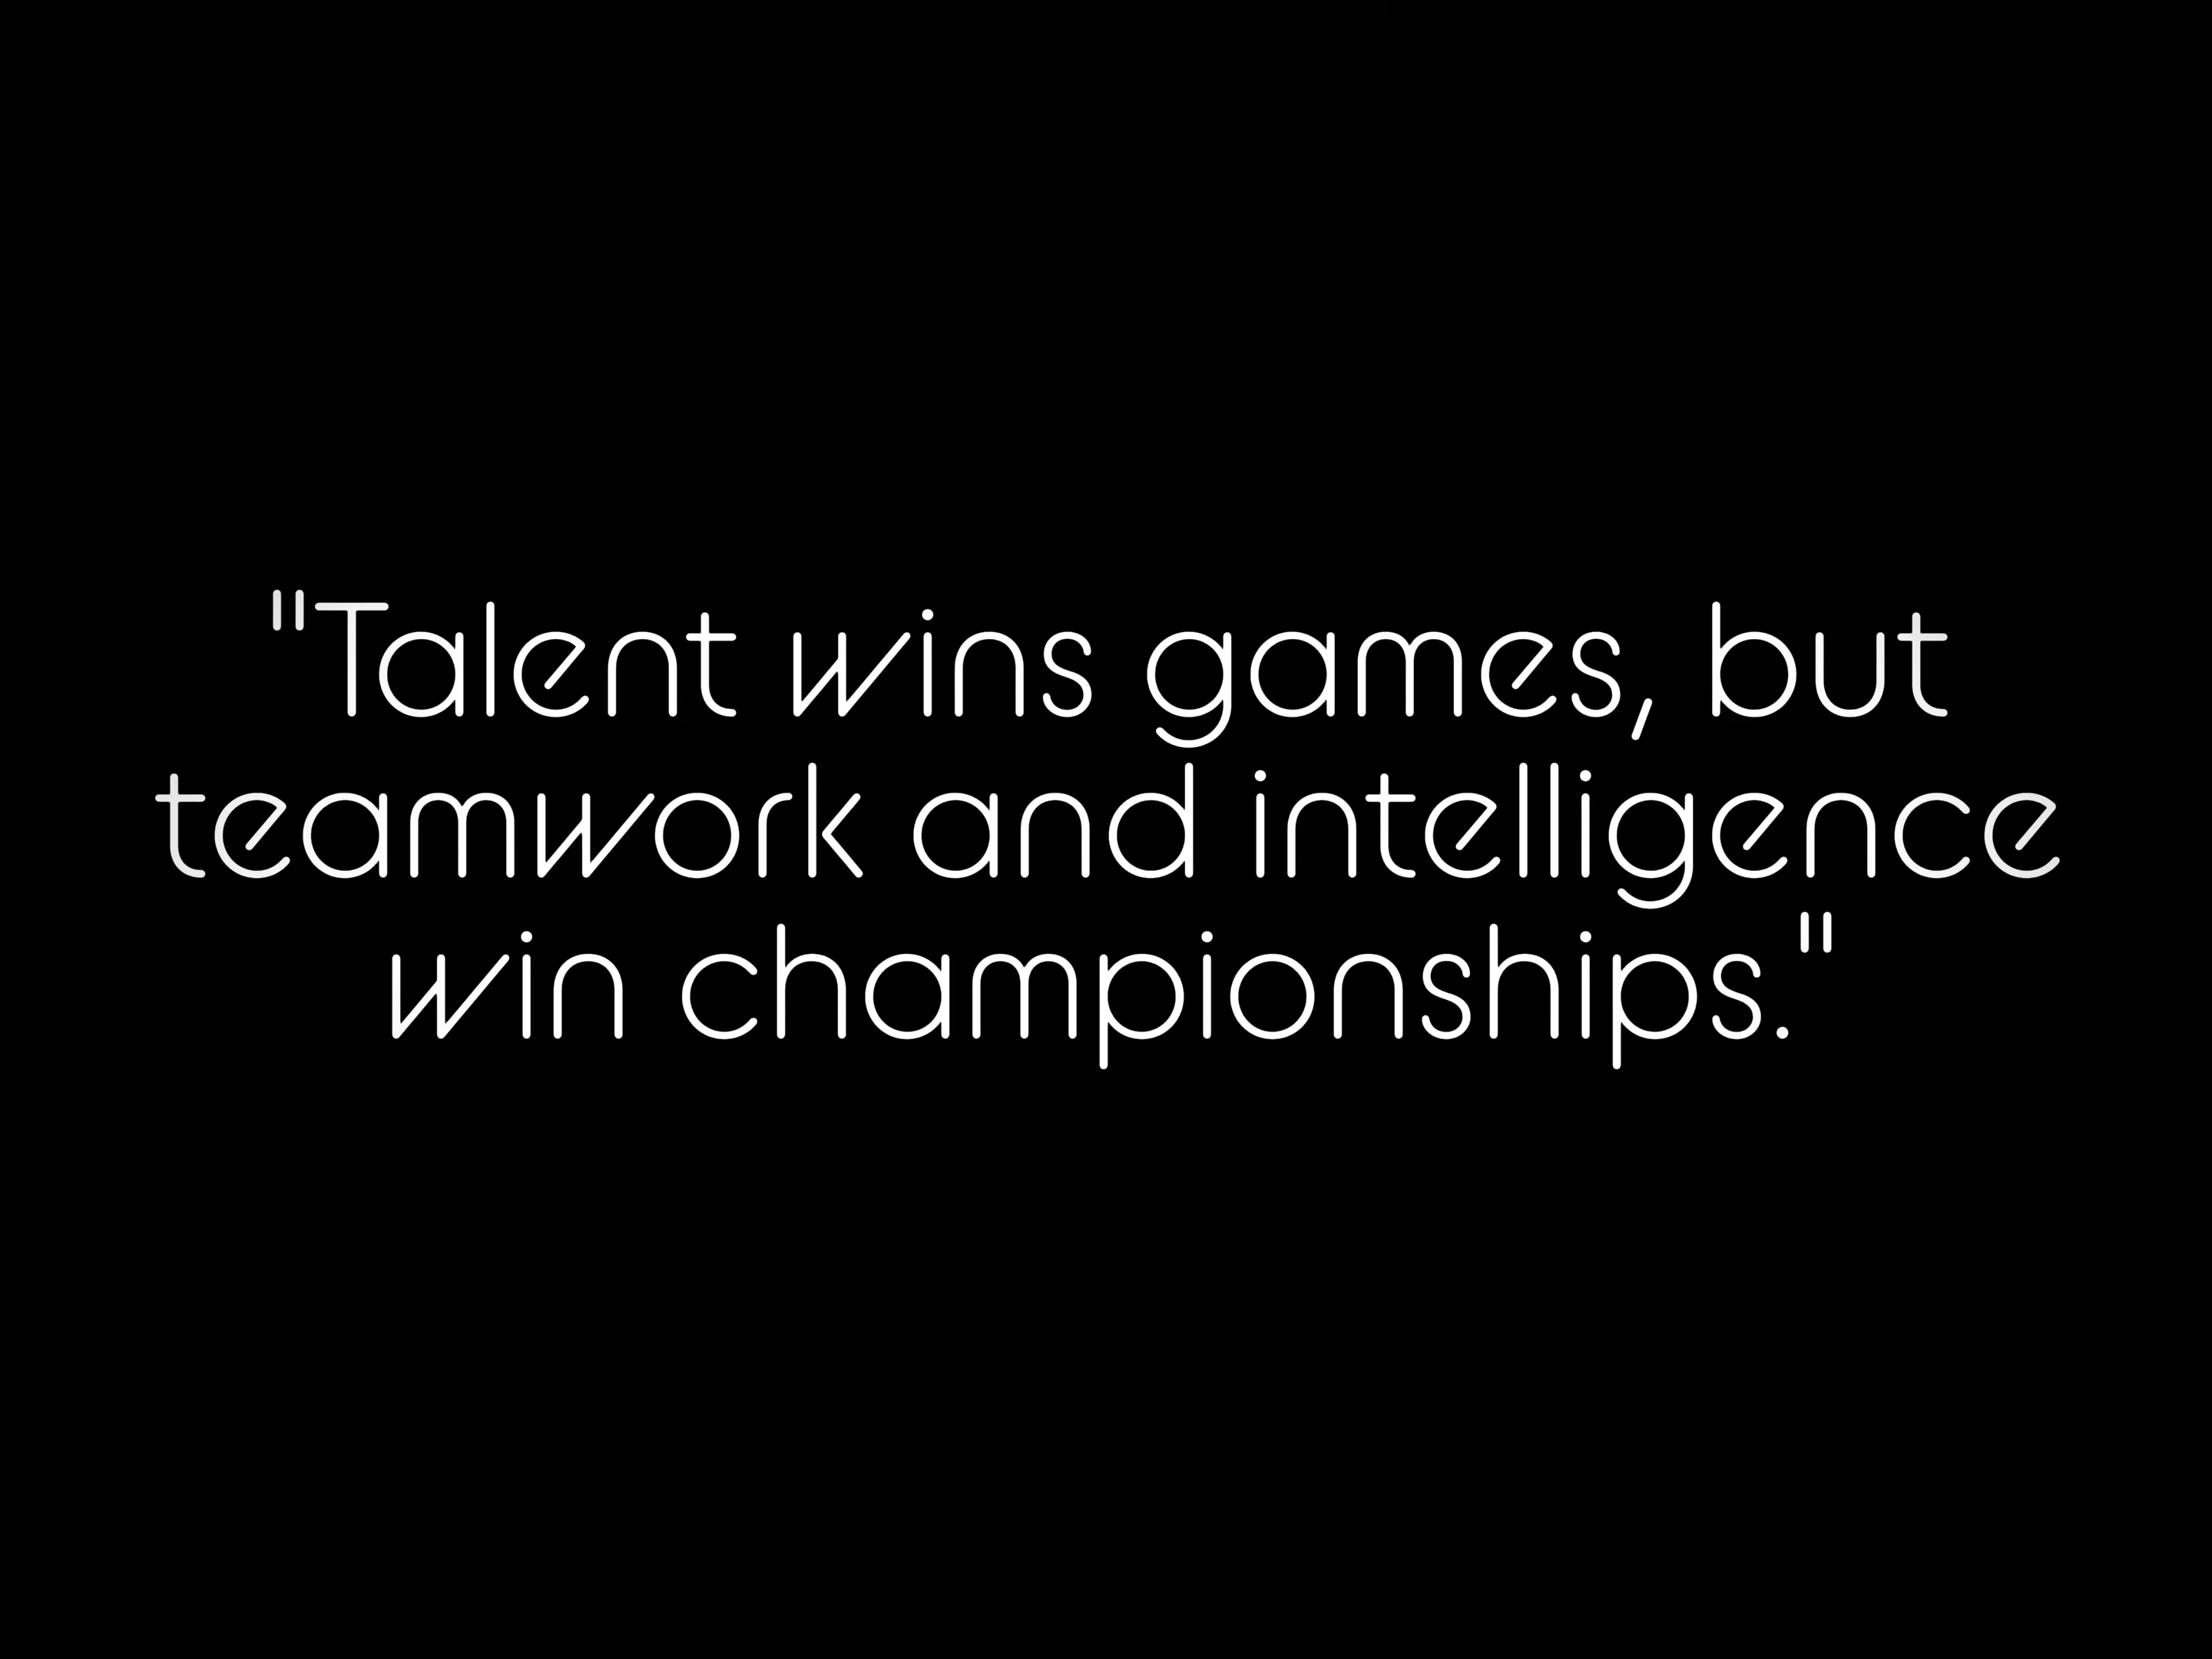 "Talent wins games, but
teamwork and intelligence
win championships."